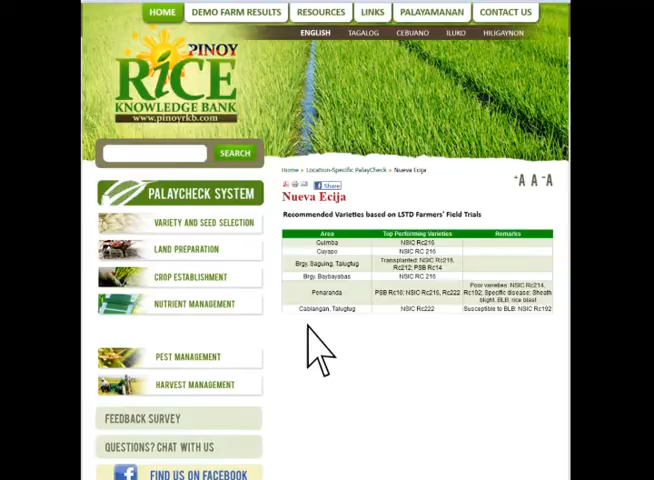 HOME DEMO FARM RESULTS RESOURCES LINKS PALAYAMANAN CONTACT US
ENGLISH TAGALOG CEBUANO ILUKO HILIGAYNON
PINOY
RiCE
KNOWLEDGE BANK
www.pinoyrkb.com
SEARCH
Home » Location-Specific PalayCheck » Nueva Ecija
+A A -A
Share
PALAYCHECK SYSTEM
Nueva Ecija
VARIETY AND SEED SELECTION
Recommended Varieties based on LSTD Farmers' Field Trials
Area Top Performing Varieties Remarks
Guimba NSIC Rc216
LAND PREPARATION
Cuyapo NSIC RC 216
Brgy. Saguing, Talugtug Transplanted: NSIC Rc216,
Rc212; PSB Rc14
CROP ESTABLISHMENT
Brgy. Baybayabas NSIC RC 216
Penaranda PSB Rc10; NSIC Rc216, Rc222 Poor varieties: NSIC Rc214,
Rc192; Specific disease: Sheath
blight, BLB, rice blast
NUTRIENT MANAGEMENT
Cabiangan, Talugtug NSIC Rc222 Susceptible to BLB: NSIC Rc192
PEST MANAGEMENT
HARVEST MANAGEMENT
FEEDBACK SURVEY
QUESTIONS? CHAT WITH US
FIND US ON FACEBOOK